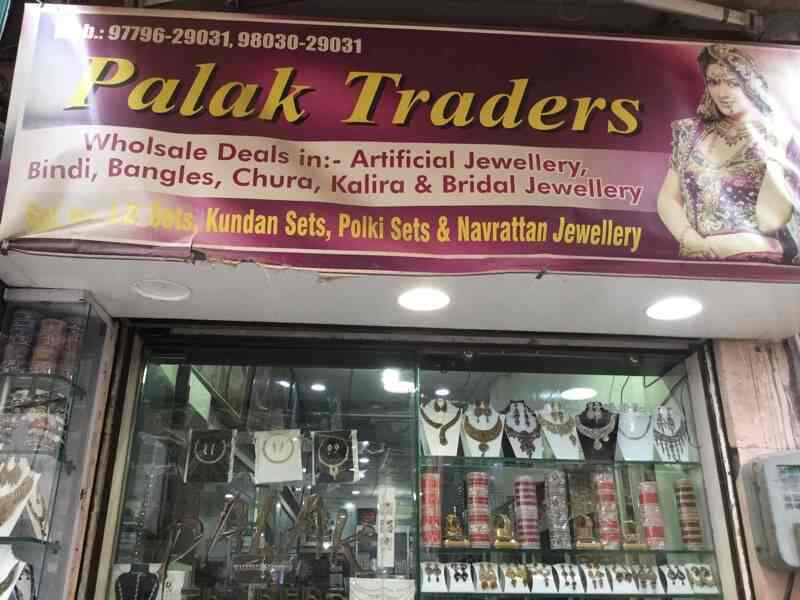 97796-29031, 98030-29031
Palak Traders
Wholsale Deals in:- Artificial Jewellery,
Bindi, Bangles, Chura, Kalira & Bridal Jewellery
Sets, Kundan Sets, Polki Sets & Navrattan Jewellery
PALAK